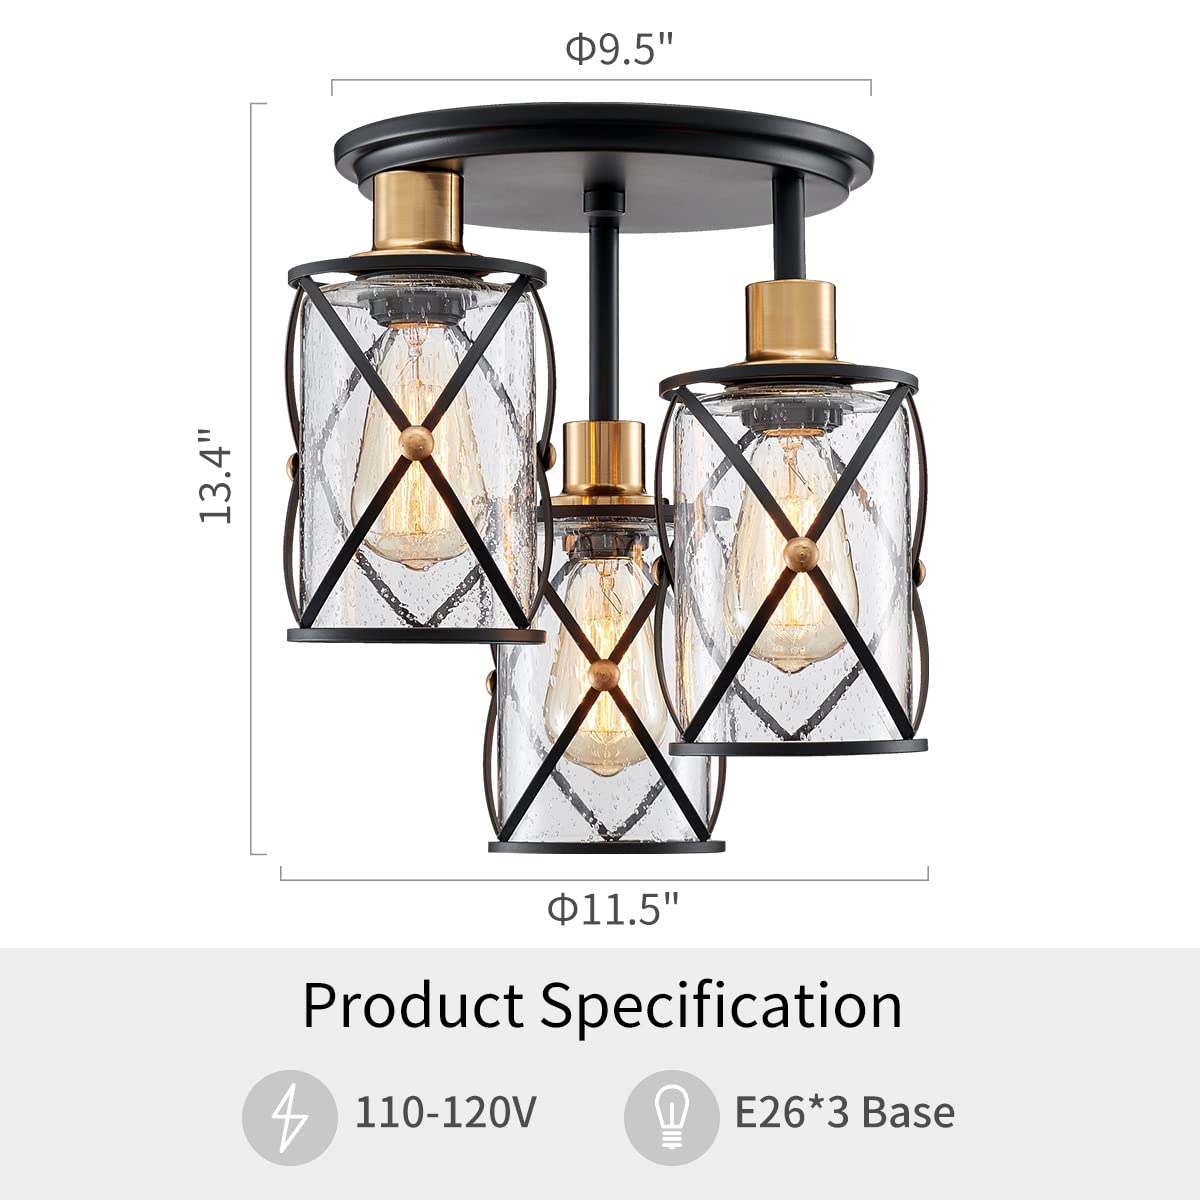 Φ9.5"
13.4"
Φ11.5"
Product Specification
110-120V
E26*3 Base